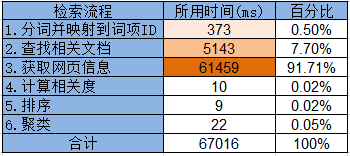 检索流程 所用时间(ms) 百分比
1. 分词并映射到词项ID 373 0.50%
2. 查找相关文档 5143 7.70%
3. 获取网页信息 61459 91.71%
4. 计算相关度 10 0.02%
5. 排序 9 0.02%
6. 聚类 22 0.05%
合计 67016 100%